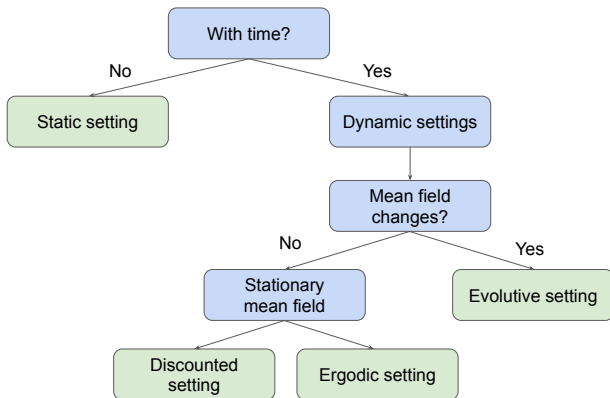 With time?
No
Yes
Static setting
Dynamic settings
Mean field
changes?
No
Yes
Stationary
mean field
Evolutive setting
Discounted
setting
Ergodic setting